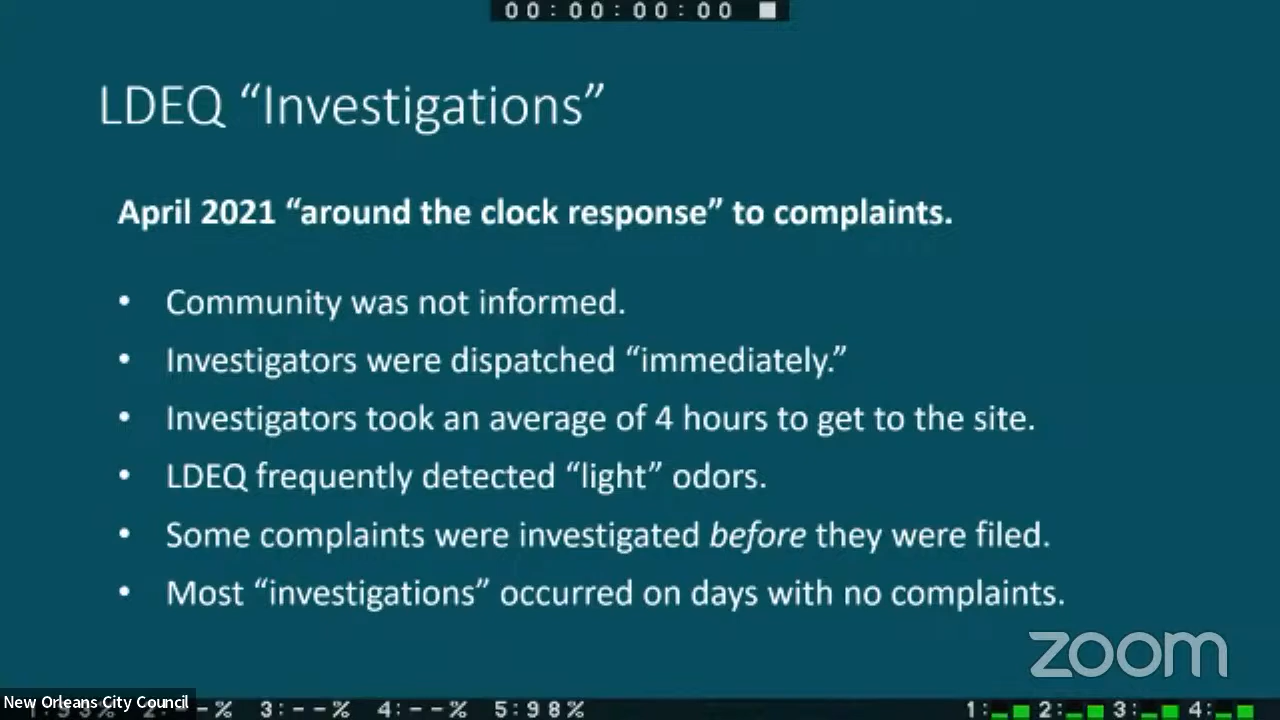 00:00:00:00
LDEQ “Investigations”
April 2021 “around the clock response” to complaints.
• Community was not informed.
• Investigators were dispatched “immediately.”
• Investigators took an average of 4 hours to get to the site.
• LDEQ frequently detected “light” odors.
• Some complaints were investigated before they were filed.
• Most “investigations” occurred on days with no complaints.
zoom
New Orleans City Council
--% 3:--% 4:--% 5:98% 1: 2: 3: 4: